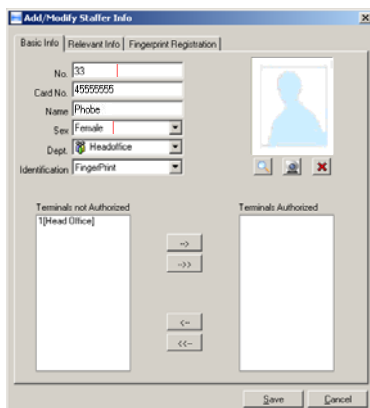 Add/Modify Staffer Info
Basic Info Relevant Info Fingerprint Registration
No. 33
Card No. 45555555
Name Phobe
Sex Female
Dept. Headoffice
Identification FingerPrint
Terminals not Authorized Terminals Authorized
1[Head Office]
-->
-->>
<--
<<--
Save Cancel